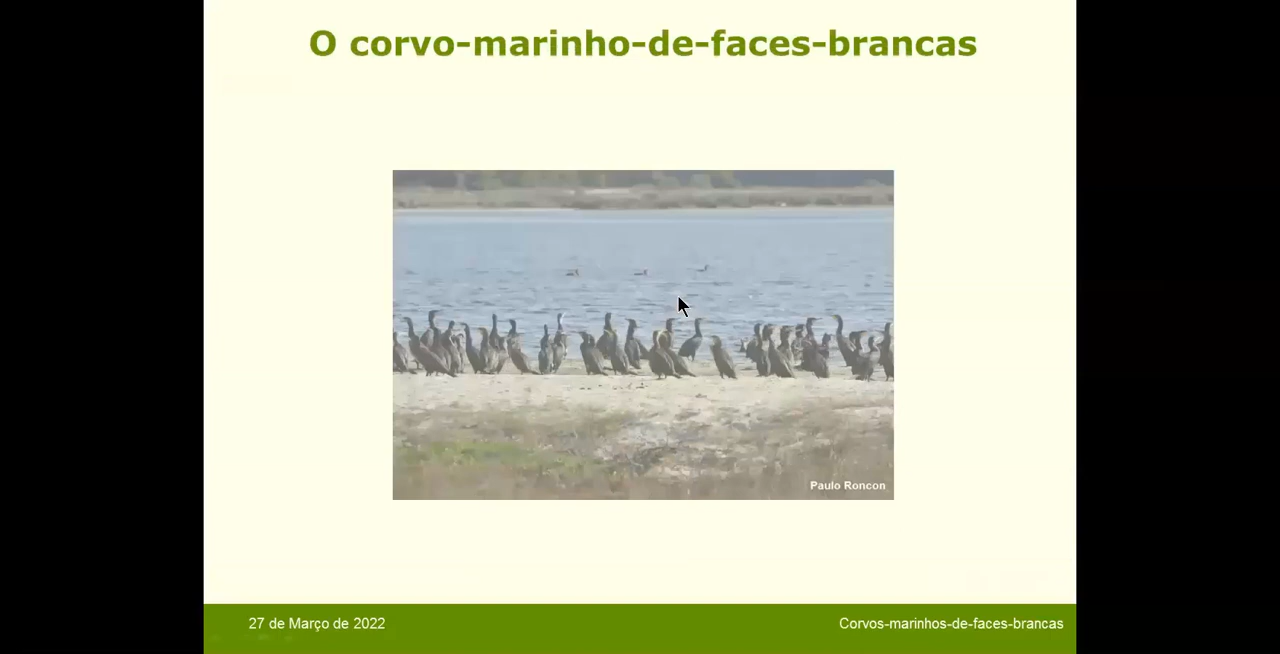 O corvo-marinho-de-faces-brancas
Paulo Roncon
27 de Março de 2022
Corvos-marinhos-de-faces-brancas